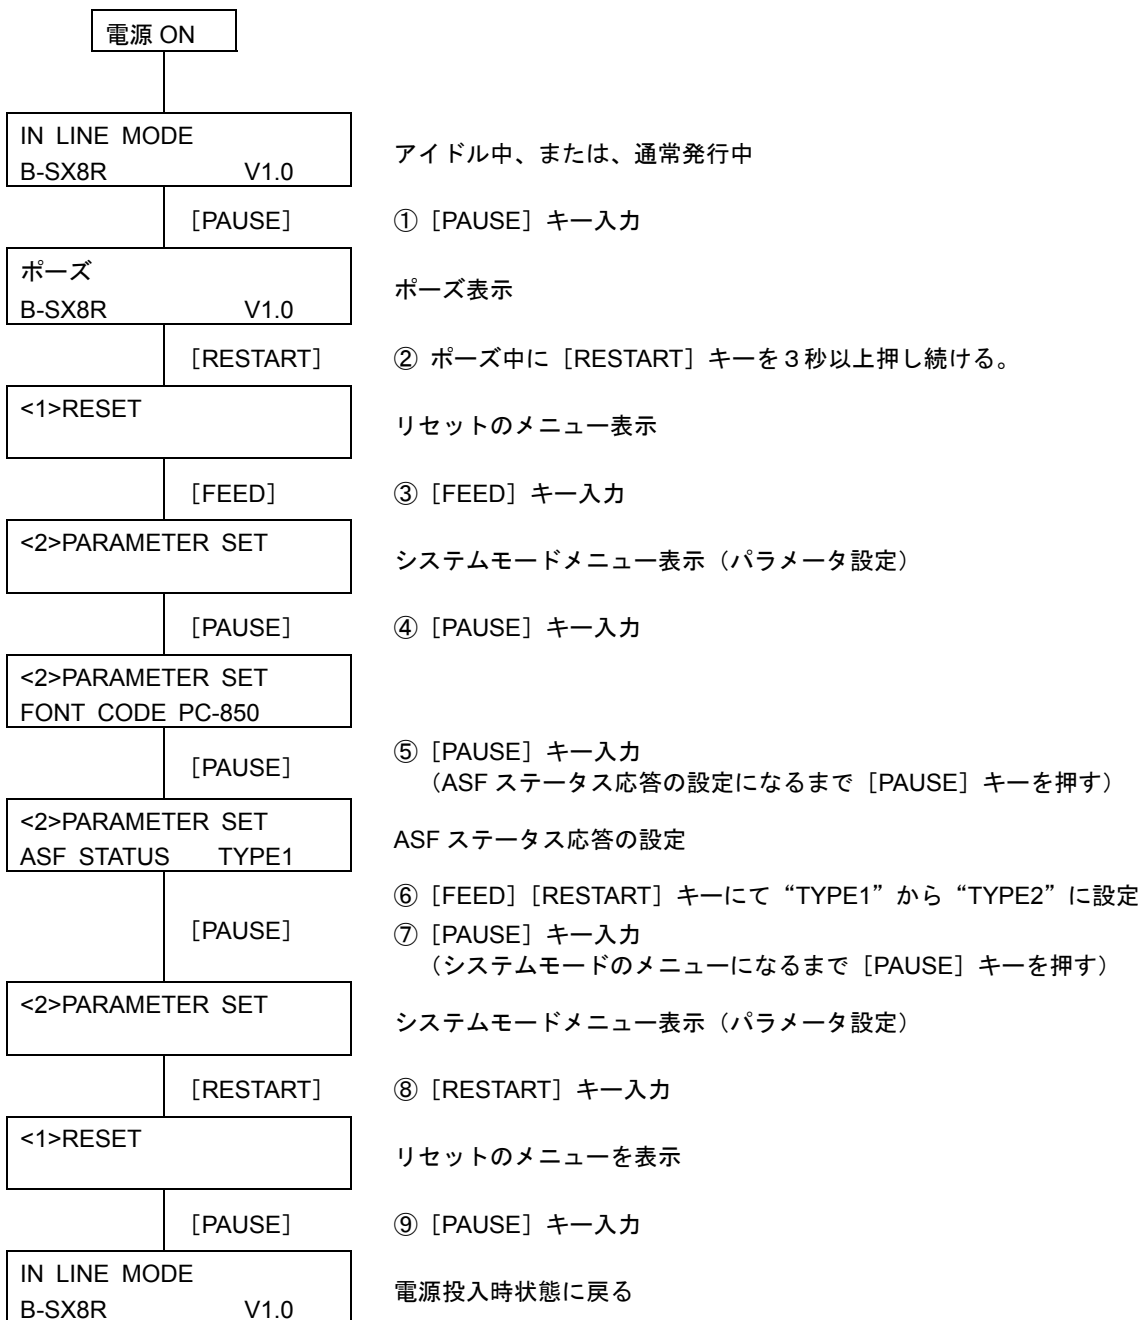 電源 ON
IN LINE MODE
B-SX8R V1.0
アイドル中、または、通常発行中
［PAUSE］ ①［PAUSE］キー入力
ポーズ
B-SX8R V1.0
ポーズ表示
［RESTART］ ② ポーズ中に［RESTART］キーを３秒以上押し続ける。
<1>RESET
リセットのメニュー表示
［FEED］ ③［FEED］キー入力
<2>PARAMETER SET
システムモードメニュー表示（パラメータ設定）
［PAUSE］ ④［PAUSE］キー入力
<2>PARAMETER SET
FONT CODE PC-850
［PAUSE］ ⑤［PAUSE］キー入力
（ASF ステータス応答の設定になるまで［PAUSE］キーを押す）
<2>PARAMETER SET
ASF STATUS TYPE1
ASF ステータス応答の設定
⑥［FEED］［RESTART］キーにて“TYPE1”から“TYPE2”に設定
［PAUSE］ ⑦［PAUSE］キー入力
（システムモードのメニューになるまで［PAUSE］キーを押す）
<2>PARAMETER SET
システムモードメニュー表示（パラメータ設定）
［RESTART］ ⑧［RESTART］キー入力
<1>RESET
リセットのメニューを表示
［PAUSE］ ⑨［PAUSE］キー入力
IN LINE MODE
B-SX8R V1.0
電源投入時状態に戻る